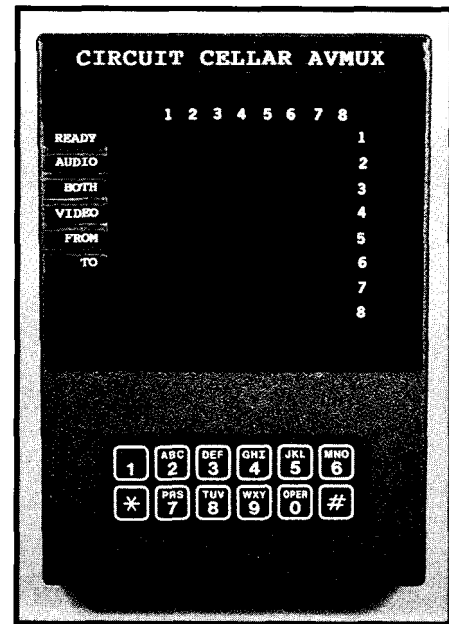 CIRCUIT CELLAR AVMUX
1 2 3 4 5 6 7 8
READY 1
AUDIO 2
BOTH 3
VIDEO 4
FROM 5
TO 6
7
8
1 ABC 2 DEF 3 GHI 4 JKL 5 MNO 6
* PRS 7 TUV 8 WXY 9 OPER 0 #